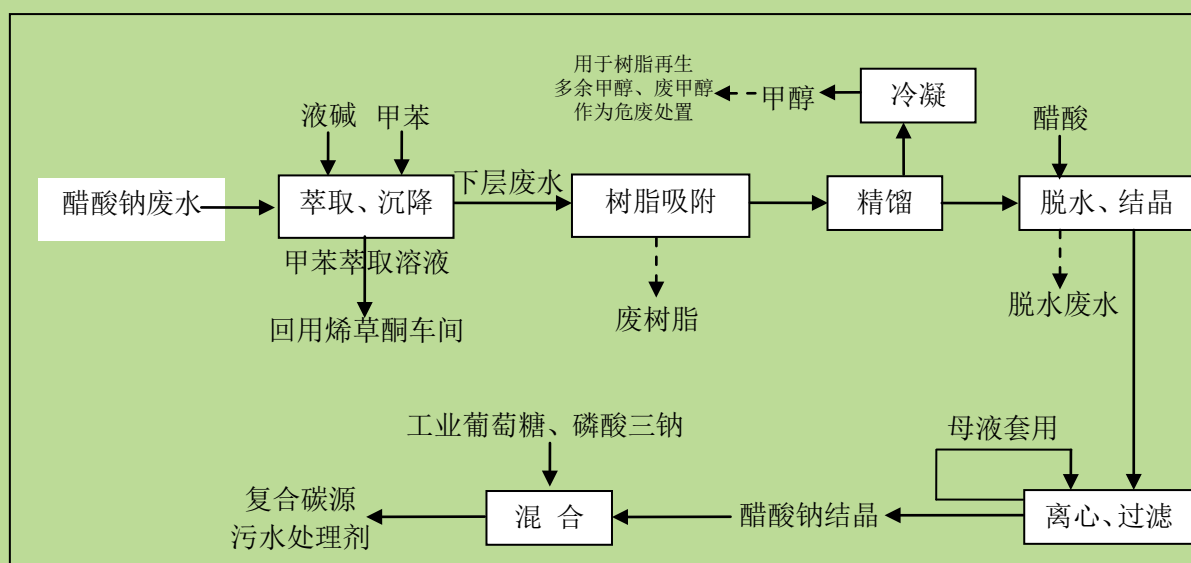 用于树脂再生
多余甲醇、废甲醇
作为危废处置
甲醇
冷凝
液碱
甲苯
醋酸
醋酸钠废水
萃取、沉降
下层废水
树脂吸附
精馏
脱水、结晶
甲苯萃取溶液
回用烯草酮车间
废树脂
脱水废水
工业葡萄糖、磷酸三钠
母液套用
复合碳源
污水处理剂
混 合
醋酸钠结晶
离心、过滤